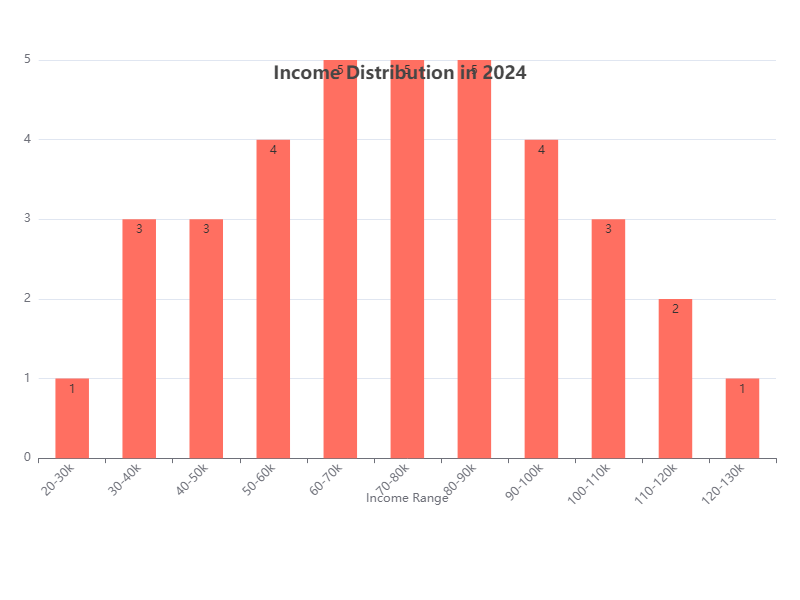 Income Distribution in 2024
5
4
3
2
1
0
1
3
3
4
5
5
5
4
3
2
1
20-30k
30-40k
40-50k
50-60k
60-70k
70-80k
80-90k
90-100k
100-110k
110-120k
120-130k
Income Range